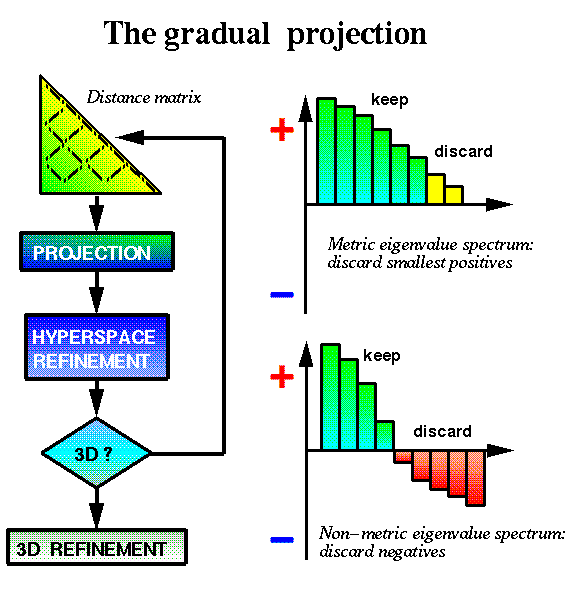 The gradual projection
Distance matrix
PROJECTION
HYPERSPACE
REFINEMENT
3D ?
3D REFINEMENT
+
keep
discard
Metric eigenvalue spectrum:
discard smallest positives
−
+
keep
discard
−
Non−metric eigenvalue spectrum:
discard negatives